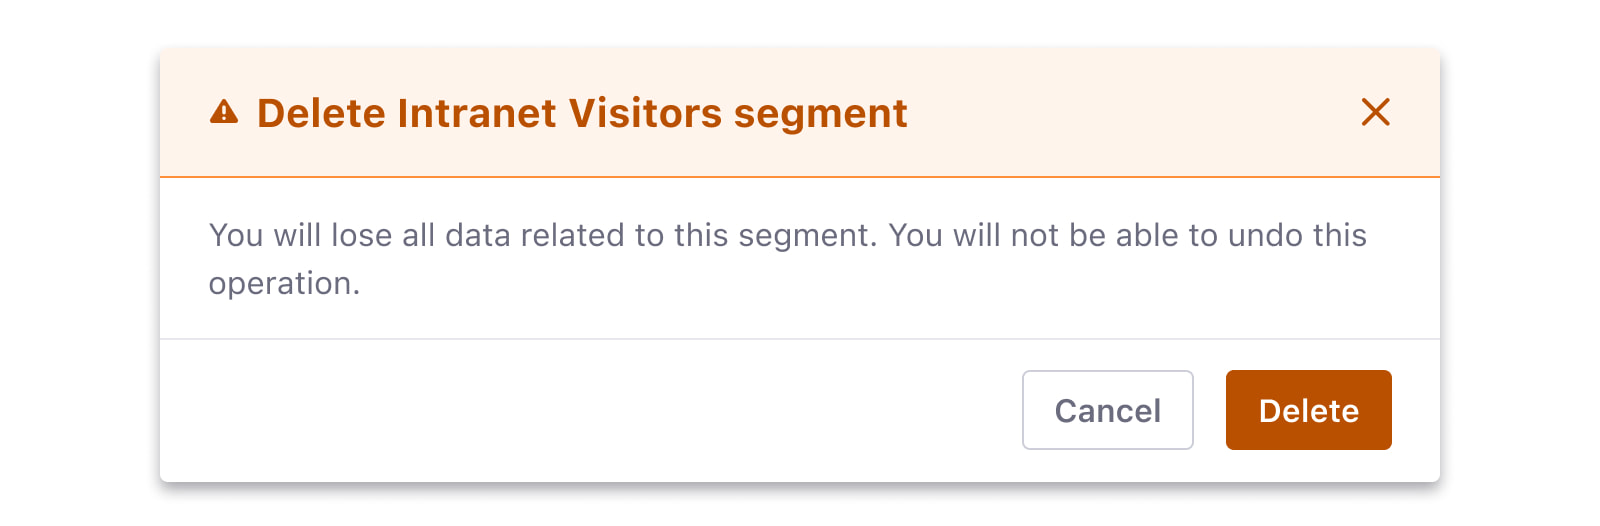 Delete Intranet Visitors segment
You will lose all data related to this segment. You will not be able to undo this
operation.
Cancel
Delete